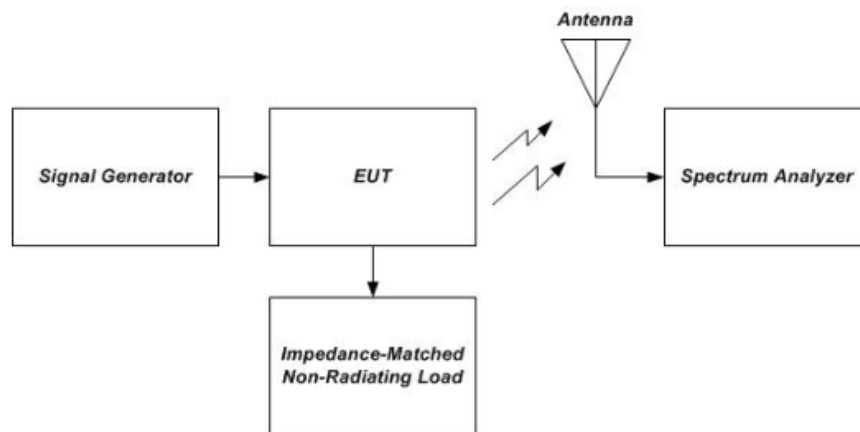 Antenna
Signal Generator
EUT
Spectrum Analyzer
Impedance-Matched
Non-Radiating Load